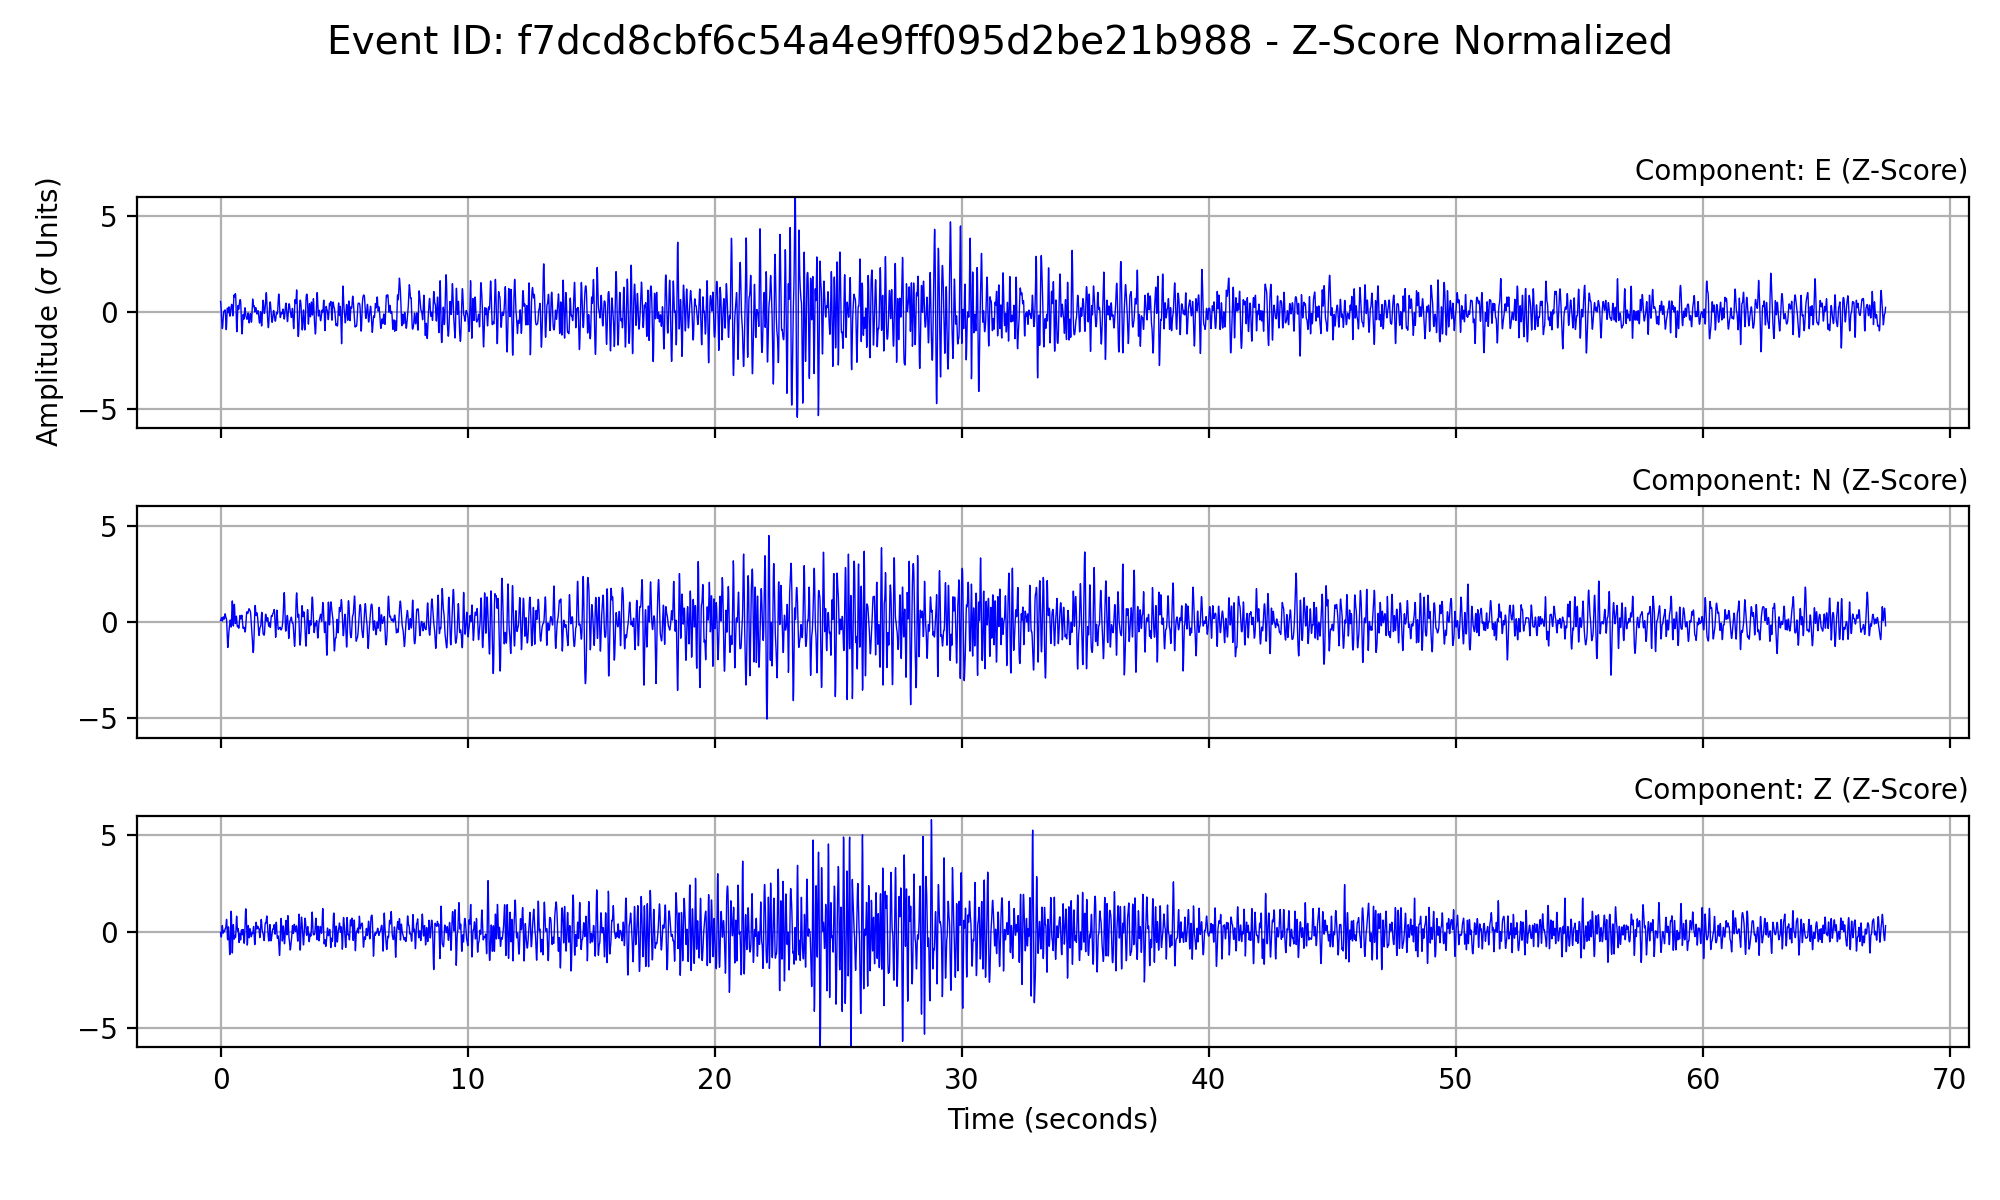 Event ID: f7dcd8cbf6c54a4e9ff095d2be21b988 - Z-Score Normalized
Component: E (Z-Score)
Amplitude (σ Units)
5
0
−5
Component: N (Z-Score)
5
0
−5
Component: Z (Z-Score)
5
0
−5
0 10 20 30 40 50 60 70
Time (seconds)